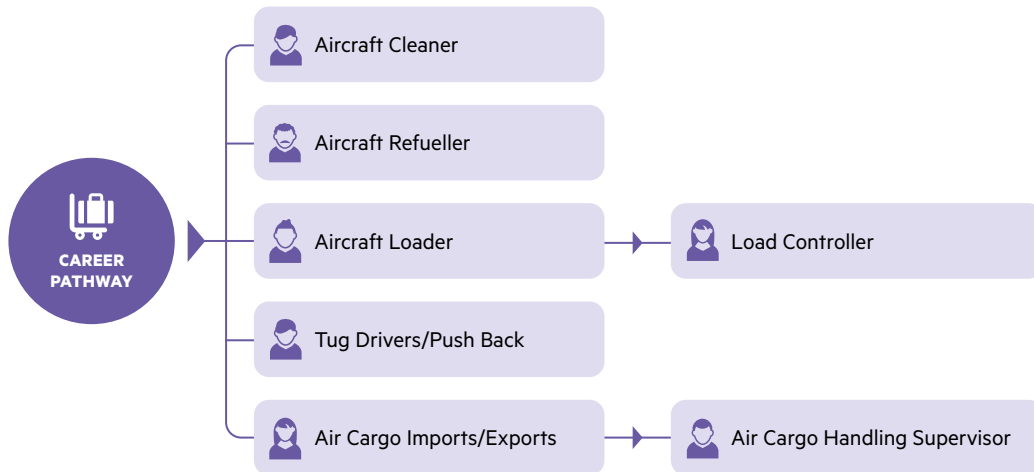 CAREER
PATHWAY
Aircraft Cleaner
Aircraft Refueller
Aircraft Loader
Load Controller
Tug Drivers/Push Back
Air Cargo Imports/Exports
Air Cargo Handling Supervisor